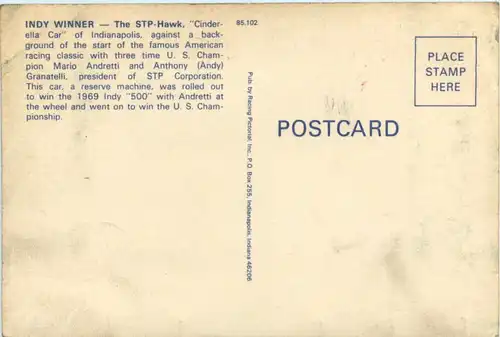 INDY WINNER — The STP-Hawk, "Cinder-
ella Car" of Indianapolis, against a back-
ground of the start of the famous American
racing classic with three time U. S. Cham-
pion Mario Andretti and Anthony (Andy)
Granatelli, president of STP Corporation.
This car, a reserve machine, was rolled out
to win the 1969 Indy "500" with Andretti at
the wheel and went on to win the U. S. Cham-
pionship.
85.102
Pub. by Racing Pictorial, Inc., P.O. Box 255, Indianapolis, Indiana 46206
PLACE
STAMP
HERE
POSTCARD